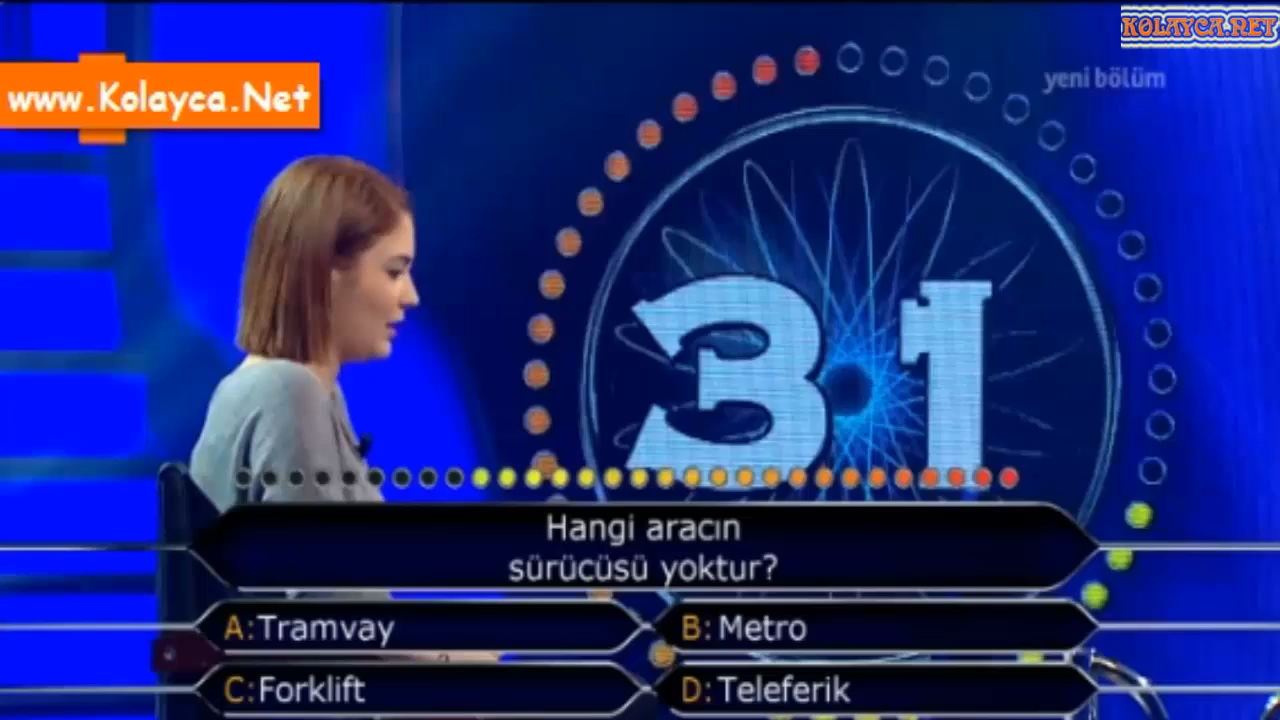 KOLAYCA.NET
www.Kolayca.Net
yeni bölüm
31
Hangi aracın
sürücüsü yoktur?
A:Tramvay
B:Metro
C:Forklift
D:Teleferik